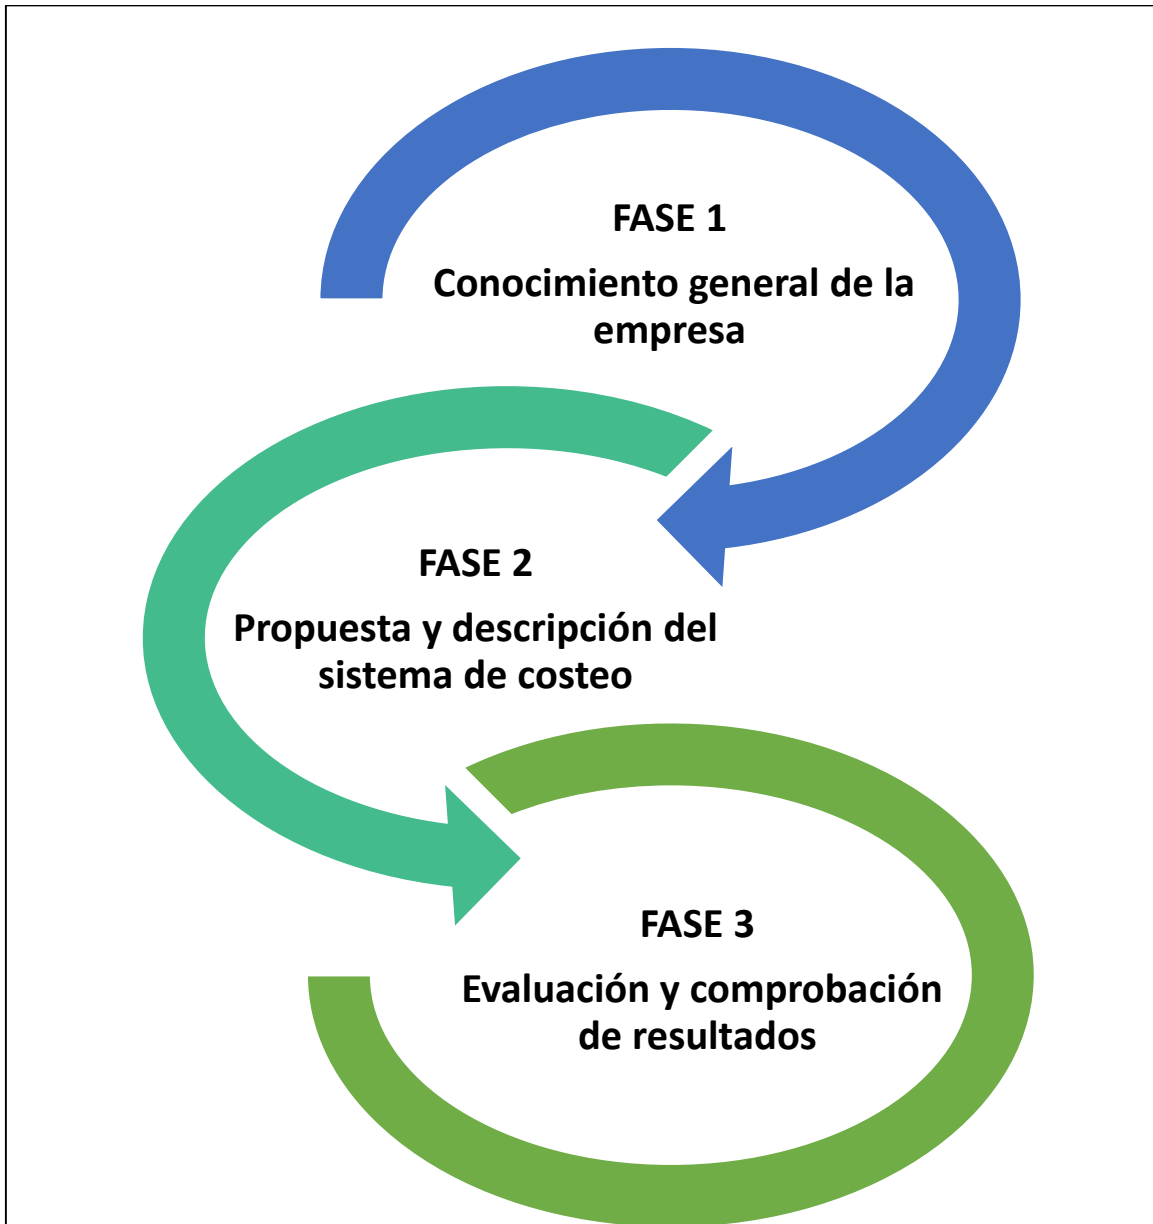 FASE 1
Conocimiento general de la
empresa
FASE 2
Propuesta y descripción del
sistema de costeo
FASE 3
Evaluación y comprobación
de resultados